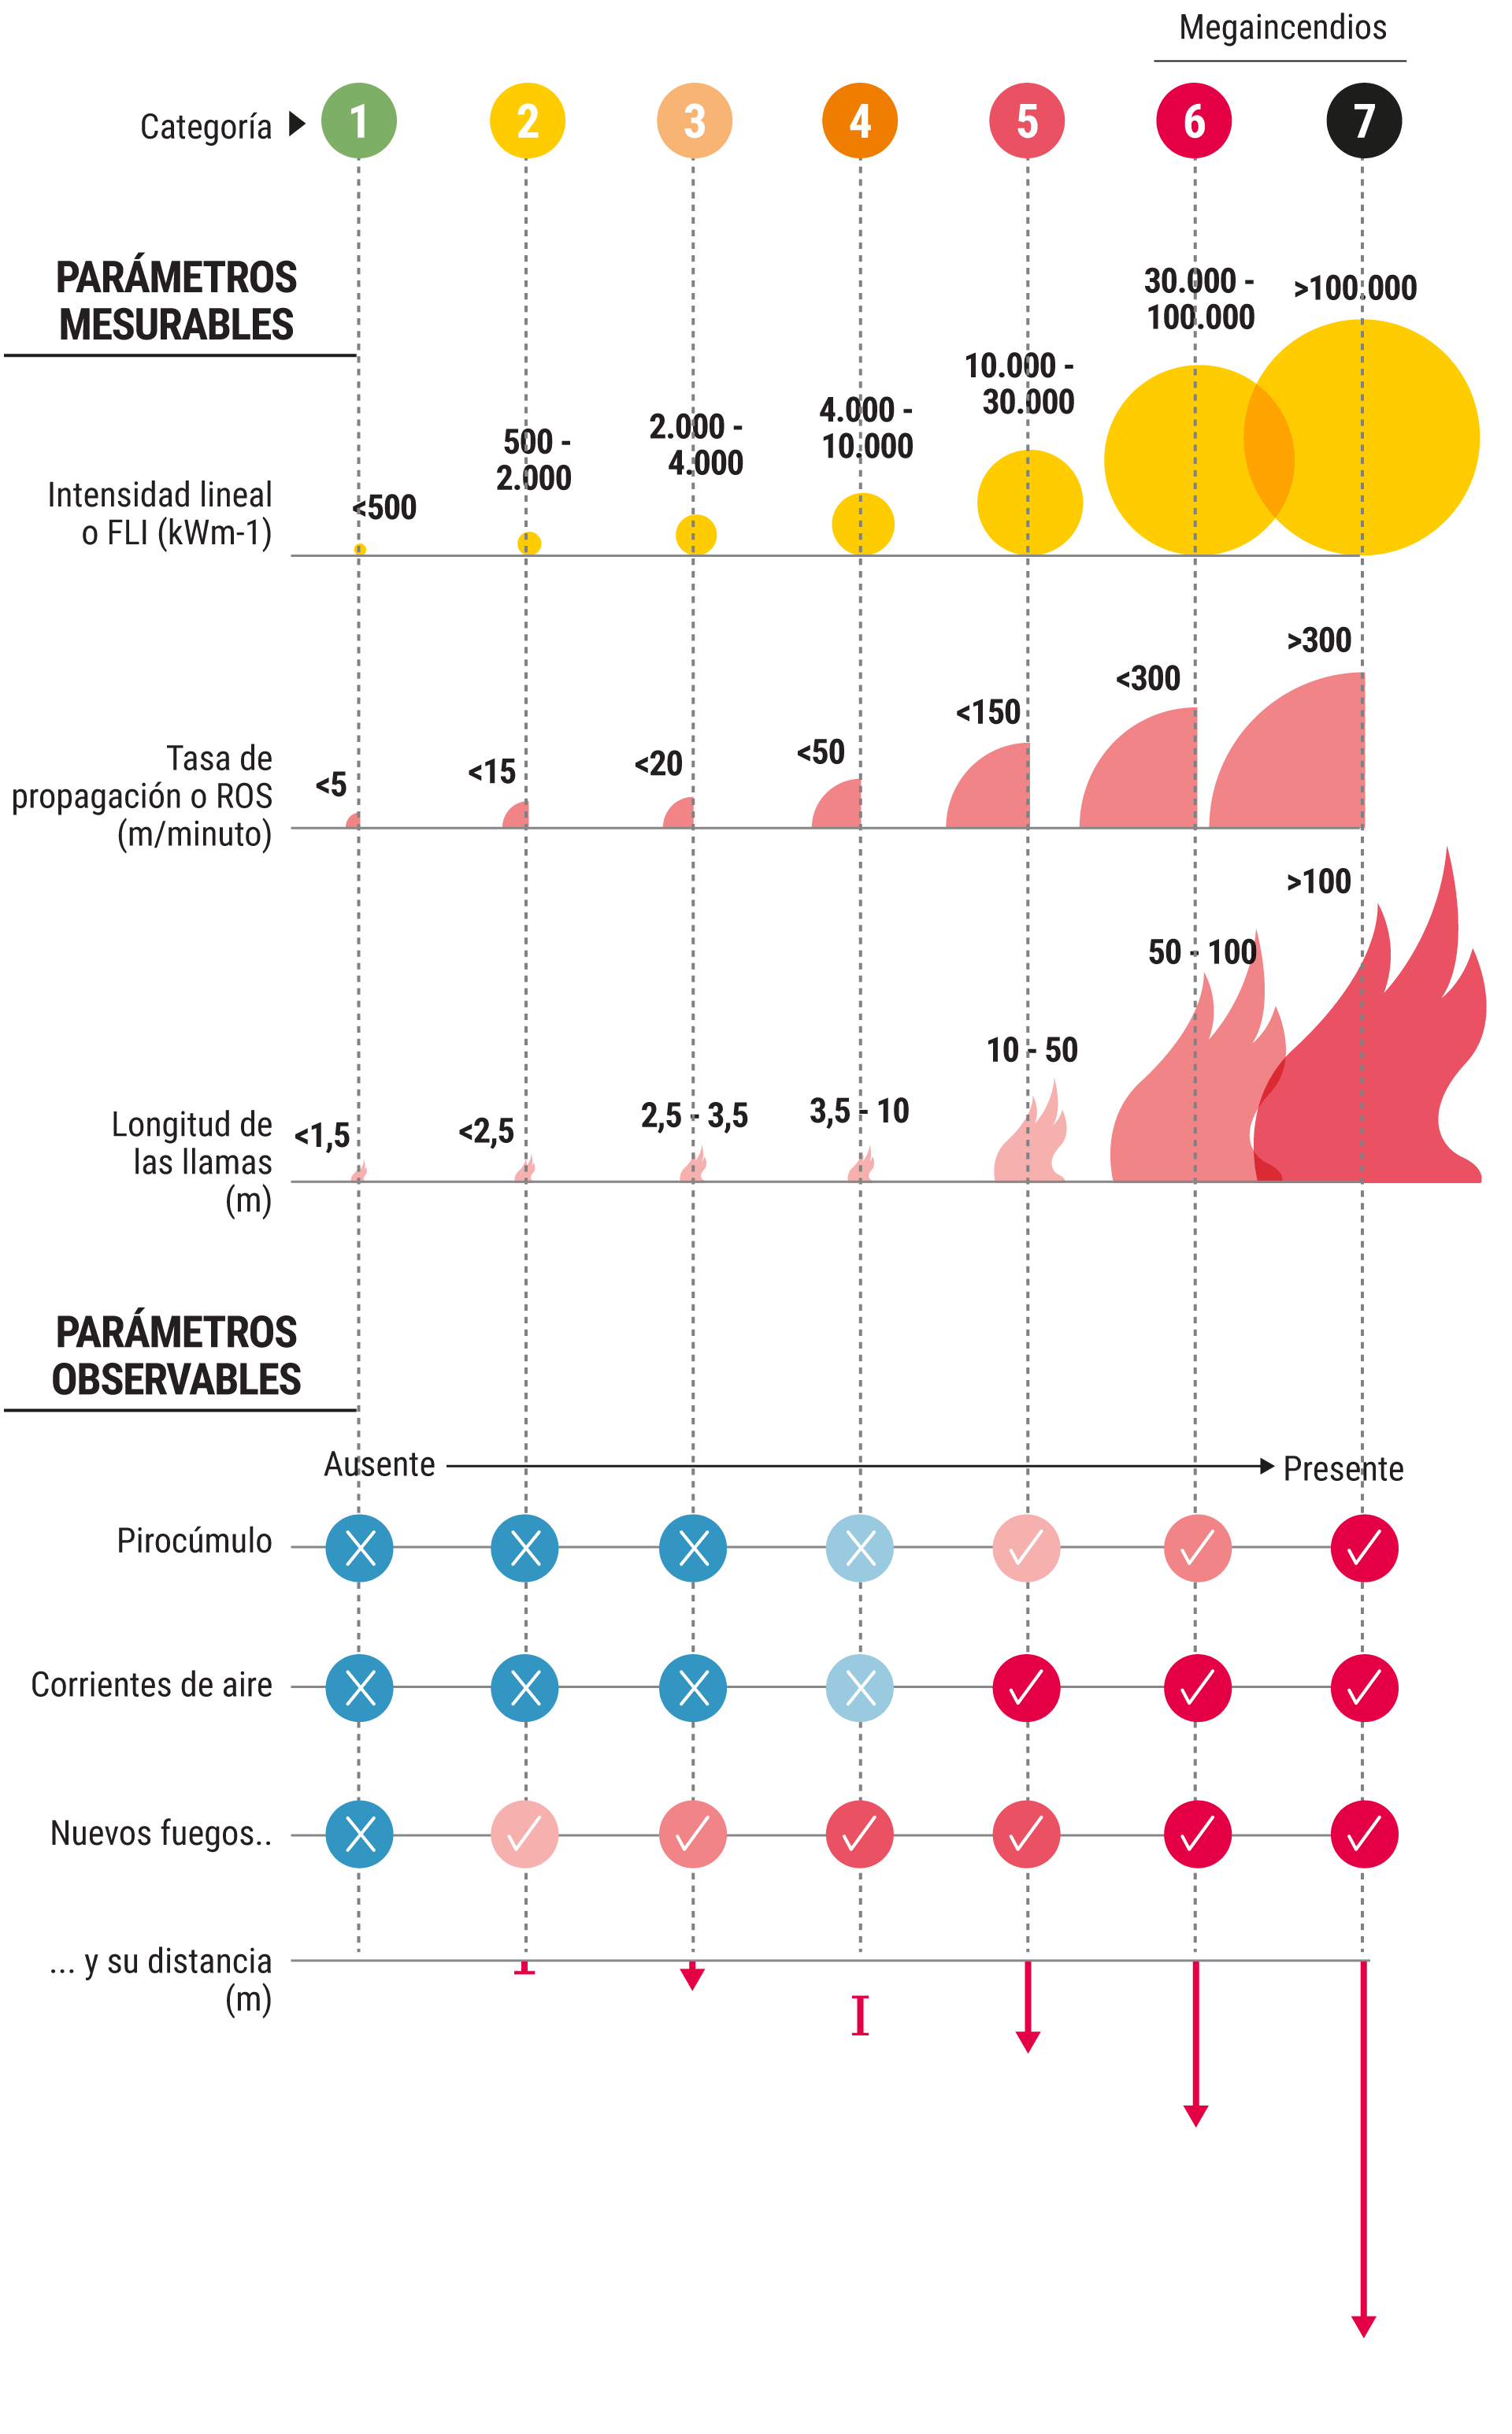 Megaincendios
Categoría
1
2
3
4
5
6
7
PARÁMETROS
MESURABLES
Intensidad lineal
o FLI (kWm-1)
<500
500 -
2.000
2.000 -
4.000
4.000 -
10.000
10.000 -
30.000
30.000 -
100.000
>100.000
Tasa de
propagación o ROS
(m/minuto)
<5
<15
<20
<50
<150
<300
>300
Longitud de
las llamas
(m)
<1,5
<2,5
2,5 - 3,5
3,5 - 10
10 - 50
50 - 100
>100
PARÁMETROS
OBSERVABLES
Ausente
Presente
Pirocúmulo
Corrientes de aire
Nuevos fuegos..
... y su distancia
(m)